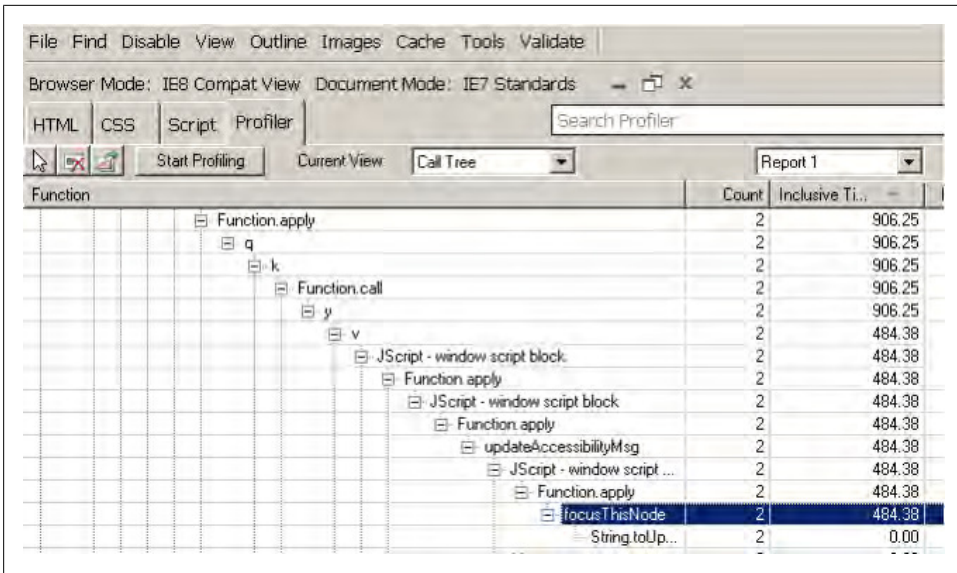 File Find Disable View Outline Images Cache Tools Validate
Browser Mode: IE8 Compat View Document Mode: IE7 Standards
HTML CSS Script Profiler Search Profiler
Start Profiling Current View Call Tree Report 1
Function Count Inclusive Ti...
Function.apply 2 906.25
q 2 906.25
k 2 906.25
Function.call 2 906.25
y 2 906.25
v 2 484.38
JScript - window script block 2 484.38
Function.apply 2 484.38
JScript - window script block 2 484.38
Function.apply 2 484.38
updateAccessibilityMsg 2 484.38
JScript - window script ... 2 484.38
Function.apply 2 484.38
focusThisNode 2 484.38
String.toUp... 2 0.00